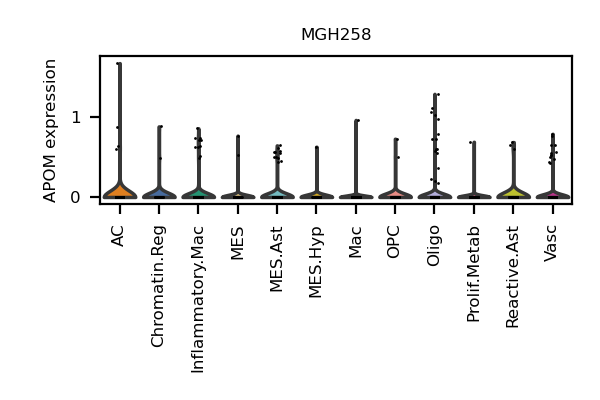 MGH258
APOM expression
1
0
AC
Chromatin.Reg
Inflammatory.Mac
MES
MES.Ast
MES.Hyp
Mac
OPC
Oligo
Prolif.Metab
Reactive.Ast
Vasc